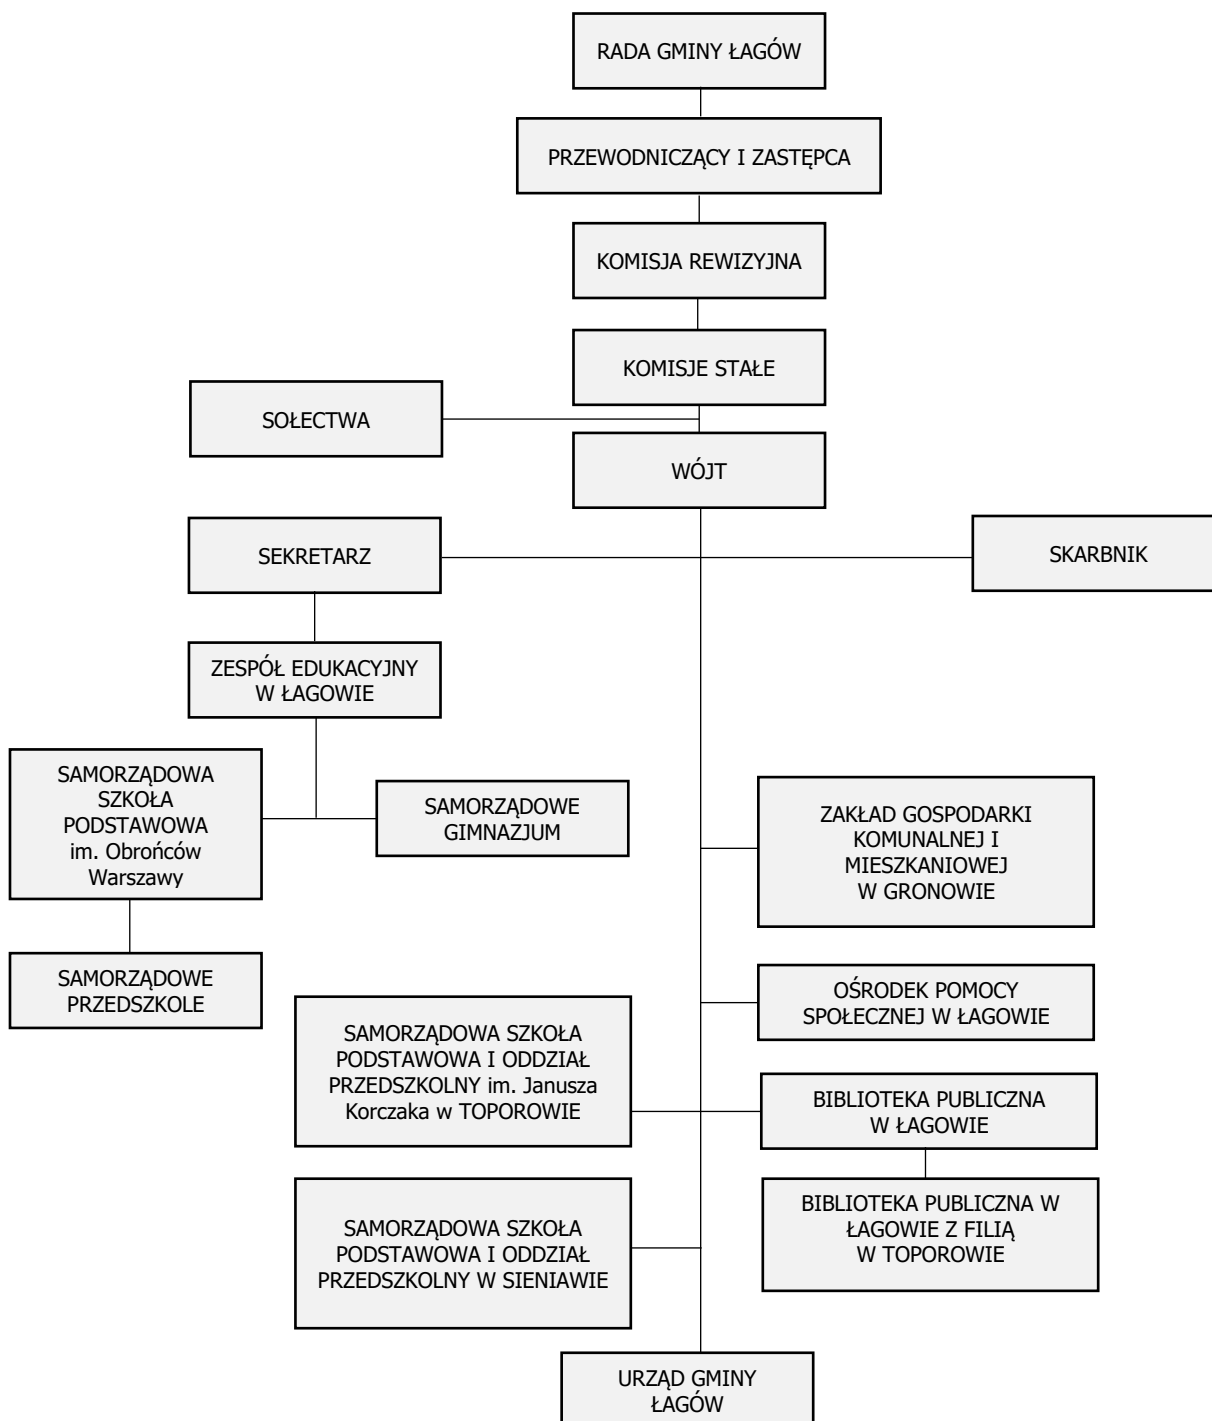 RADA GMINY ŁAGÓW
PRZEWODNICZĄCY I ZASTĘPCA
KOMISJA REWIZYJNA
KOMISJE STAŁE
SOŁECTWA
WÓJT
SEKRETARZ
SKARBNIK
ZESPÓŁ EDUKACYJNY
W ŁAGOWIE
SAMORZĄDOWA
SZKOŁA
PODSTAWOWA
im. Obrońców
Warszawy
SAMORZĄDOWE
GIMNAZJUM
ZAKŁAD GOSPODARKI
KOMUNALNEJ I
MIESZKANIOWEJ
W GRONOWIE
SAMORZĄDOWE
PRZEDSZKOLE
OŚRODEK POMOCY
SPOŁECZNEJ W ŁAGOWIE
SAMORZĄDOWA SZKOŁA
PODSTAWOWA I ODDZIAŁ
PRZEDSZKOLNY im. Janusza
Korczaka w TOPOROWIE
BIBLIOTEKA PUBLICZNA
W ŁAGOWIE
BIBLIOTEKA PUBLICZNA W
ŁAGOWIE Z FILIĄ
W TOPOROWIE
SAMORZĄDOWA SZKOŁA
PODSTAWOWA I ODDZIAŁ
PRZEDSZKOLNY W SIENIAWIE
URZĄD GMINY
ŁAGÓW